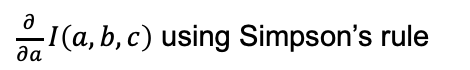 ∂/∂a I(a, b, c) using Simpson's rule